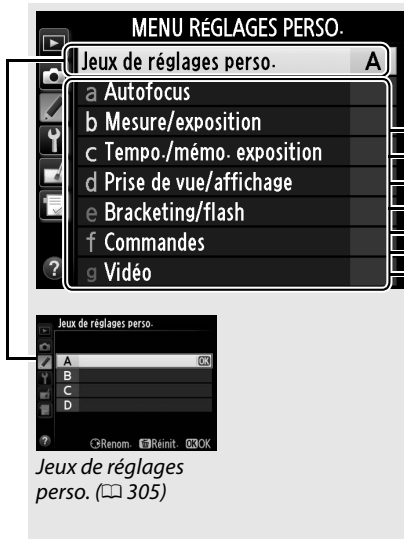 MENU RÉGLAGES PERSO.
Jeux de réglages perso. A
a Autofocus
b Mesure/exposition
c Tempo./mémo. exposition
d Prise de vue/affichage
e Bracketing/flash
f Commandes
g Vidéo
?
Jeux de réglages perso.
A OK
B
C
D
? Renom. Réinit. OK OK
Jeux de réglages
perso. (305)